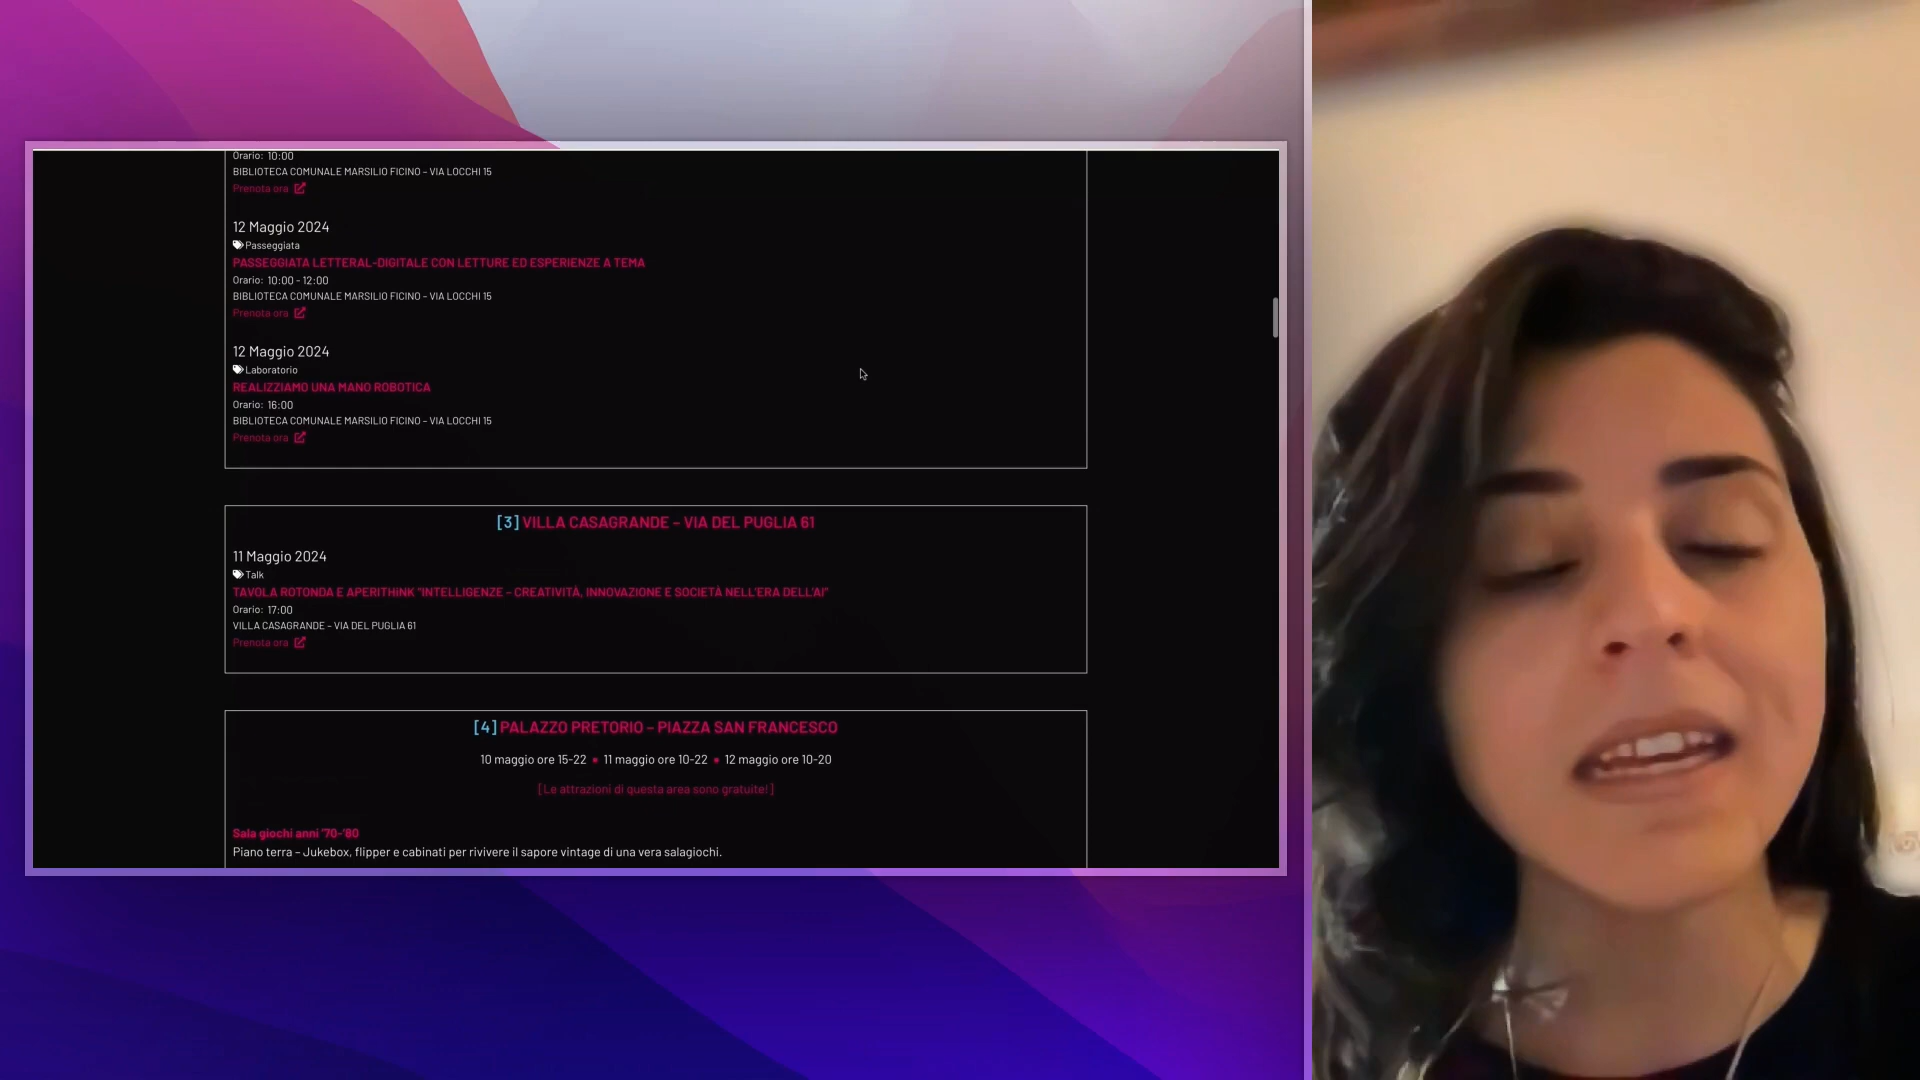 Orario: 10:00
BIBLIOTECA COMUNALE MARSILIO FICINO – VIA LOCCHI 15
Prenota ora
12 Maggio 2024
Passeggiata
PASSEGGIATA LETTERAL-DIGITALE CON LETTURE ED ESPERIENZE A TEMA
Orario: 10:00 - 12:00
BIBLIOTECA COMUNALE MARSILIO FICINO – VIA LOCCHI 15
Prenota ora
12 Maggio 2024
Laboratorio
REALIZZIAMO UNA MANO ROBOTICA
Orario: 16:00
BIBLIOTECA COMUNALE MARSILIO FICINO – VIA LOCCHI 15
Prenota ora
[3] VILLA CASAGRANDE – VIA DEL PUGLIA 61
11 Maggio 2024
Talk
TAVOLA ROTONDA E APERITHINK "INTELLIGENZE – CREATIVITÀ, INNOVAZIONE E SOCIETÀ NELL'ERA DELL'AI"
Orario: 17:00
VILLA CASAGRANDE – VIA DEL PUGLIA 61
Prenota ora
[4] PALAZZO PRETORIO – PIAZZA SAN FRANCESCO
10 maggio ore 15-22 • 11 maggio ore 10-22 • 12 maggio ore 10-20
[Le attrazioni di questa area sono gratuite!]
Sala giochi anni '70-'80
Piano terra – Jukebox, flipper e cabinati per rivivere il sapore vintage di una vera salagiochi.